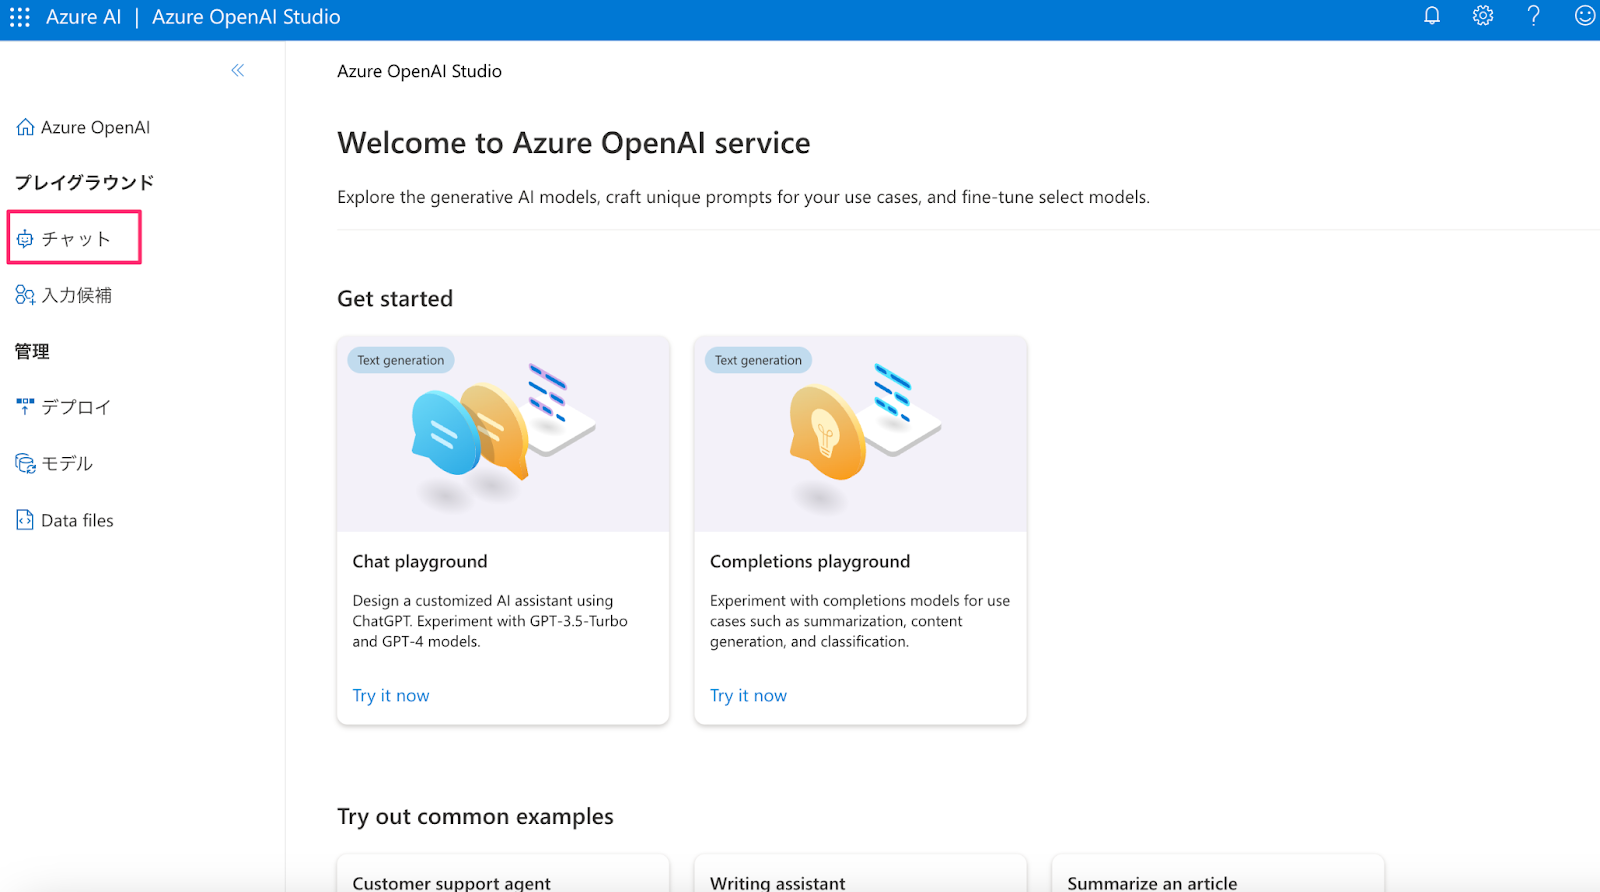 Azure AI | Azure OpenAI Studio
Azure OpenAI
プレイグラウンド
チャット
入力候補
管理
デプロイ
モデル
Data files
Azure OpenAI Studio
Welcome to Azure OpenAI service
Explore the generative AI models, craft unique prompts for your use cases, and fine-tune select models.
Get started
Text generation
Chat playground
Design a customized AI assistant using
ChatGPT. Experiment with GPT-3.5-Turbo
and GPT-4 models.
Try it now
Text generation
Completions playground
Experiment with completions models for use
cases such as summarization, content
generation, and classification.
Try it now
Try out common examples
Customer support agent
Writing assistant
Summarize an article